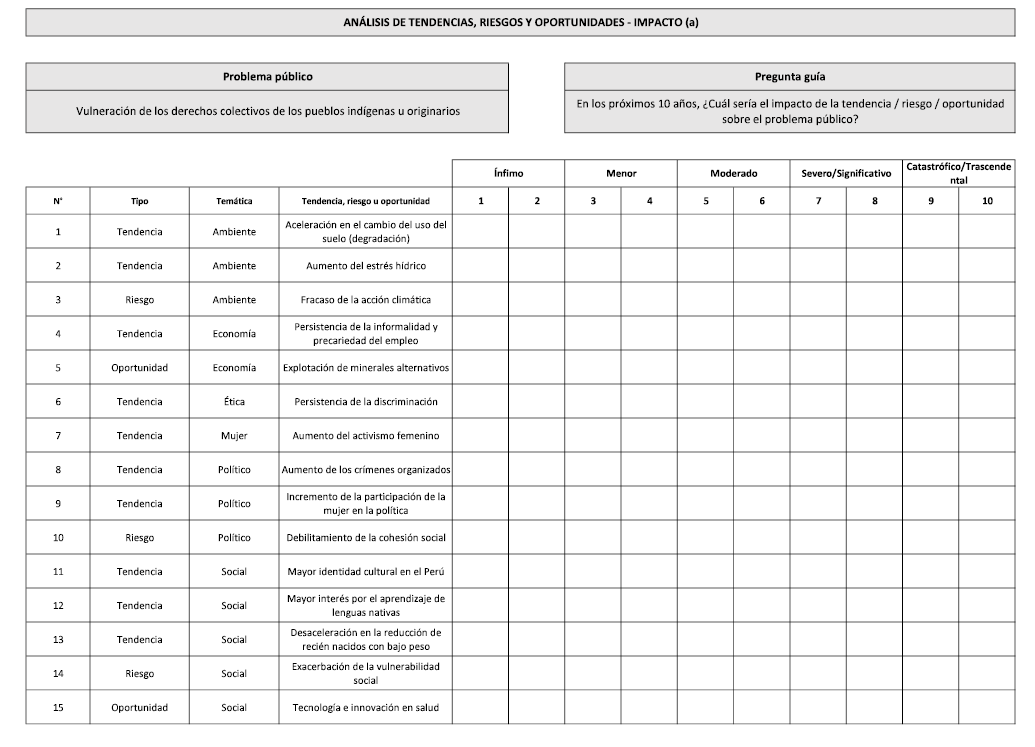 ANÁLISIS DE TENDENCIAS, RIESGOS Y OPORTUNIDADES - IMPACTO (a)
Problema público
Vulneración de los derechos colectivos de los pueblos indígenas u originarios
Pregunta guía
En los próximos 10 años, ¿Cuál sería el impacto de la tendencia / riesgo / oportunidad
sobre el problema público?
Ínfimo Menor Moderado Severo/Significativo Catastrófico/Trascende
ntal
N° Tipo Temática Tendencia, riesgo u oportunidad 1 2 3 4 5 6 7 8 9 10
1 Tendencia Ambiente Aceleración en el cambio del uso del
suelo (degradación)
2 Tendencia Ambiente Aumento del estrés hídrico
3 Riesgo Ambiente Fracaso de la acción climática
4 Tendencia Economía Persistencia de la informalidad y
precariedad del empleo
5 Oportunidad Economía Explotación de minerales alternativos
6 Tendencia Ética Persistencia de la discriminación
7 Tendencia Mujer Aumento del activismo femenino
8 Tendencia Político Aumento de los crímenes organizados
9 Tendencia Político Incremento de la participación de la
mujer en la política
10 Riesgo Político Debilitamiento de la cohesión social
11 Tendencia Social Mayor identidad cultural en el Perú
12 Tendencia Social Mayor interés por el aprendizaje de
lenguas nativas
13 Tendencia Social Desaceleración en la reducción de
recién nacidos con bajo peso
14 Riesgo Social Exacerbación de la vulnerabilidad
social
15 Oportunidad Social Tecnología e innovación en salud